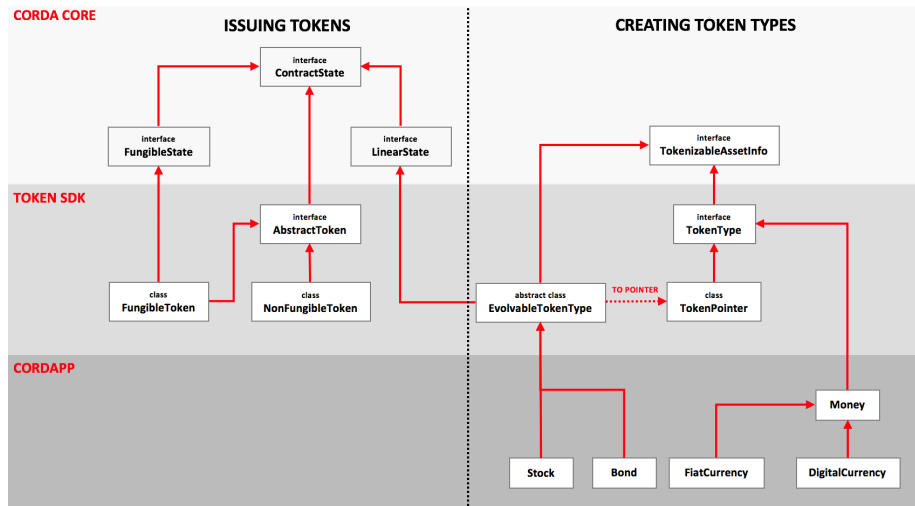 CORDA CORE
ISSUING TOKENS
CREATING TOKEN TYPES
interface
ContractState
interface
FungibleState
interface
LinearState
interface
TokenizableAssetInfo
TOKEN SDK
interface
AbstractToken
interface
TokenType
class
FungibleToken
class
NonFungibleToken
abstract class
EvolvableTokenType
TO POINTER
class
TokenPointer
CORDAPP
Money
Stock
Bond
FiatCurrency
DigitalCurrency